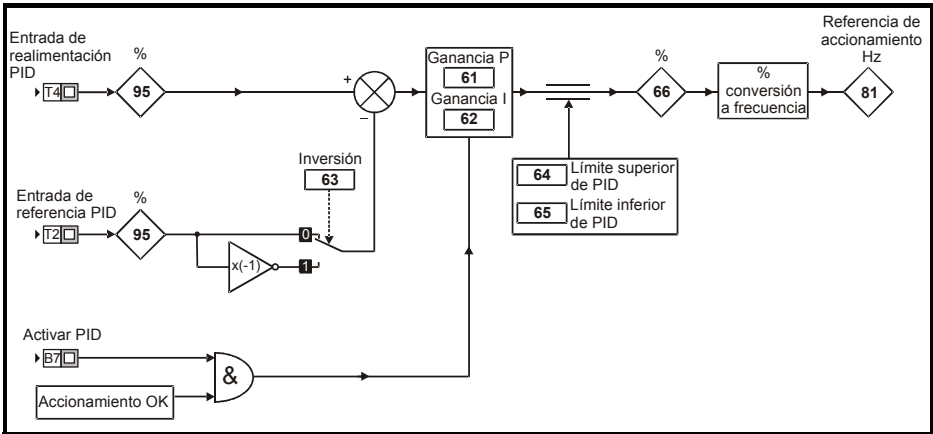 Entrada de
realimentación
PID
%
T4
95
+
–
Ganancia P
61
Ganancia I
62
%
66
%
conversión
a frecuencia
Referencia de
accionamiento
Hz
81
Inversión
63
64
Límite superior
de PID
65
Límite inferior
de PID
Entrada de
referencia PID
%
T2
95
0
x(-1)
1
Activar PID
B7
&
Accionamiento OK